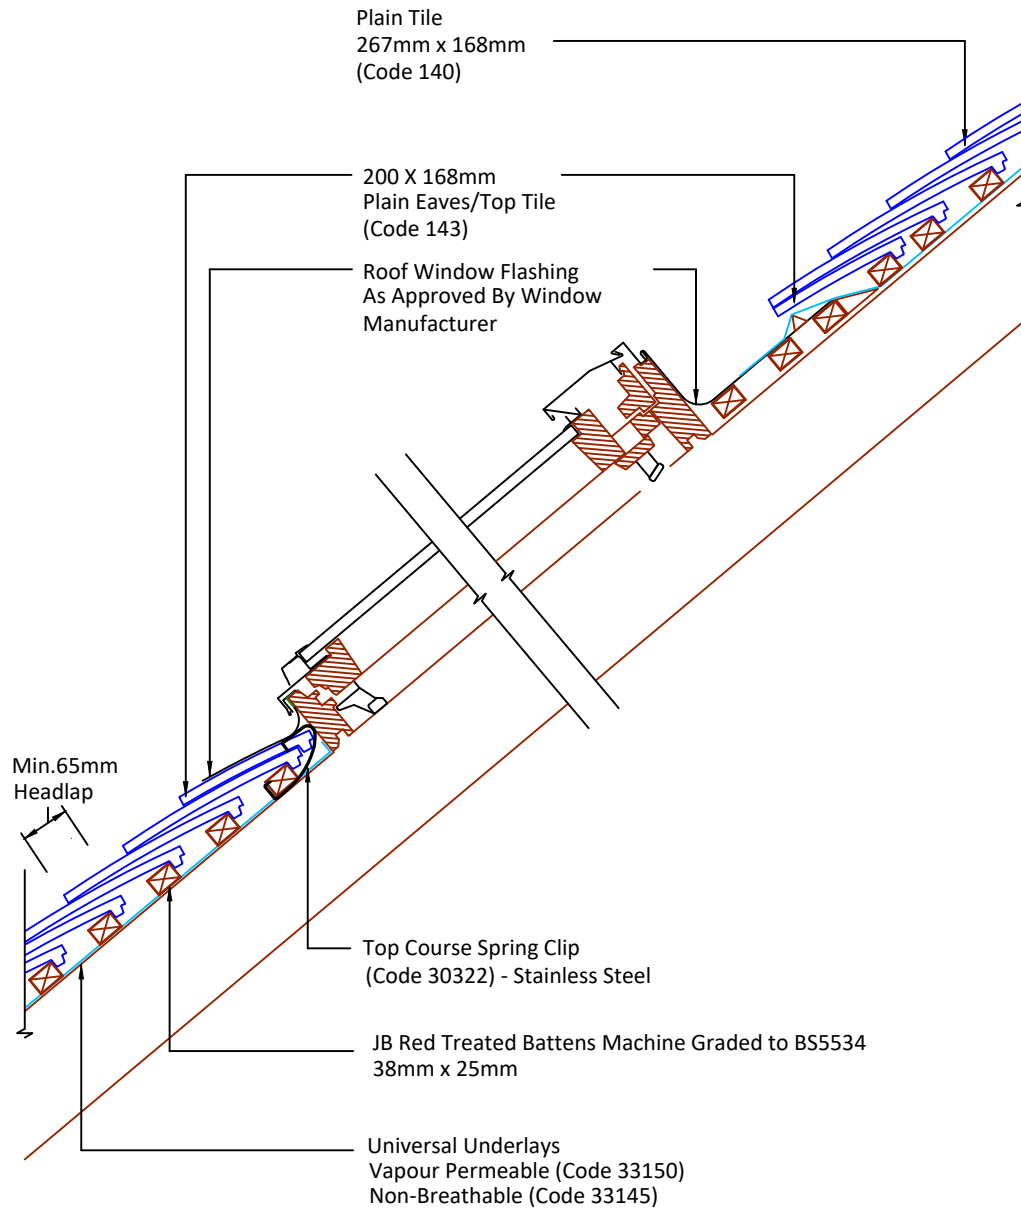 Plain Tile
267mm x 168mm
(Code 140)
200 X 168mm
Plain Eaves/Top Tile
(Code 143)
Roof Window Flashing
As Approved By Window
Manufacturer
Min.65mm
Headlap
Top Course Spring Clip
(Code 30322) - Stainless Steel
JB Red Treated Battens Machine Graded to BS5534
38mm x 25mm
Universal Underlays
Vapour Permeable (Code 33150)
Non-Breathable (Code 33145)